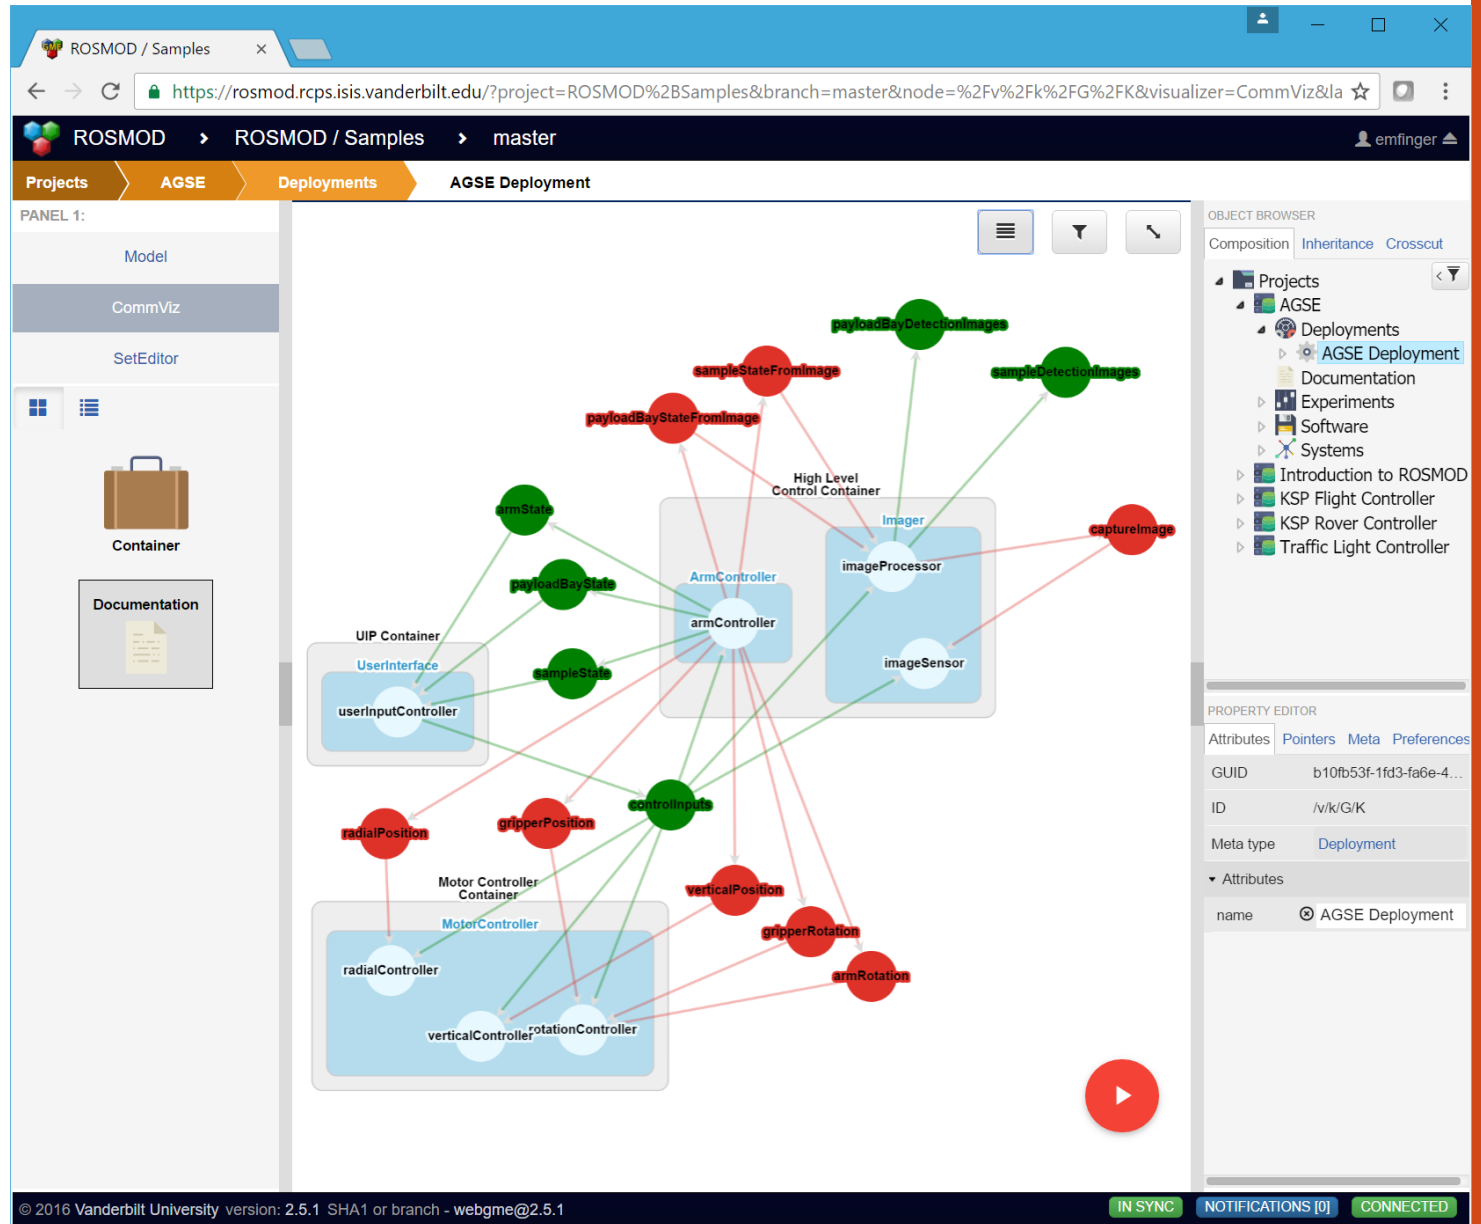 ROSMOD / Samples
https://rosmod.rcps.isis.vanderbilt.edu/?project=ROSMOD%2BSamples&branch=master&node=%2Fv%2Fk%2FG%2FK&visualizer=CommViz&la
ROSMOD > ROSMOD / Samples > master
emfinger
Projects
AGSE
Deployments
AGSE Deployment
PANEL 1:
Model
CommViz
SetEditor
Container
Documentation
payloadBayDetectionImages
sampleStateFromImage
sampleDetectionImages
payloadBayStateFromImage
High Level
Control Container
armState
Imager
captureImage
imageProcessor
ArmController
payloadBayState
armController
UIP Container
UserInterface
imageSensor
sampleState
userInputController
controlInputs
gripperPosition
radialPosition
Motor Controller
Container
verticalPosition
MotorController
gripperRotation
radialController
armRotation
rotationController
verticalController
OBJECT BROWSER
Composition
Inheritance
Crosscut
Projects
AGSE
Deployments
AGSE Deployment
Documentation
Experiments
Software
Systems
Introduction to ROSMOD
KSP Flight Controller
KSP Rover Controller
Traffic Light Controller
PROPERTY EDITOR
Attributes
Pointers
Meta
Preferences
GUID b10fb53f-1fd3-fa6e-4...
ID /v/k/G/K
Meta type Deployment
Attributes
name AGSE Deployment
© 2016 Vanderbilt University version: 2.5.1 SHA1 or branch - webgme@2.5.1
IN SYNC
NOTIFICATIONS [0]
CONNECTED